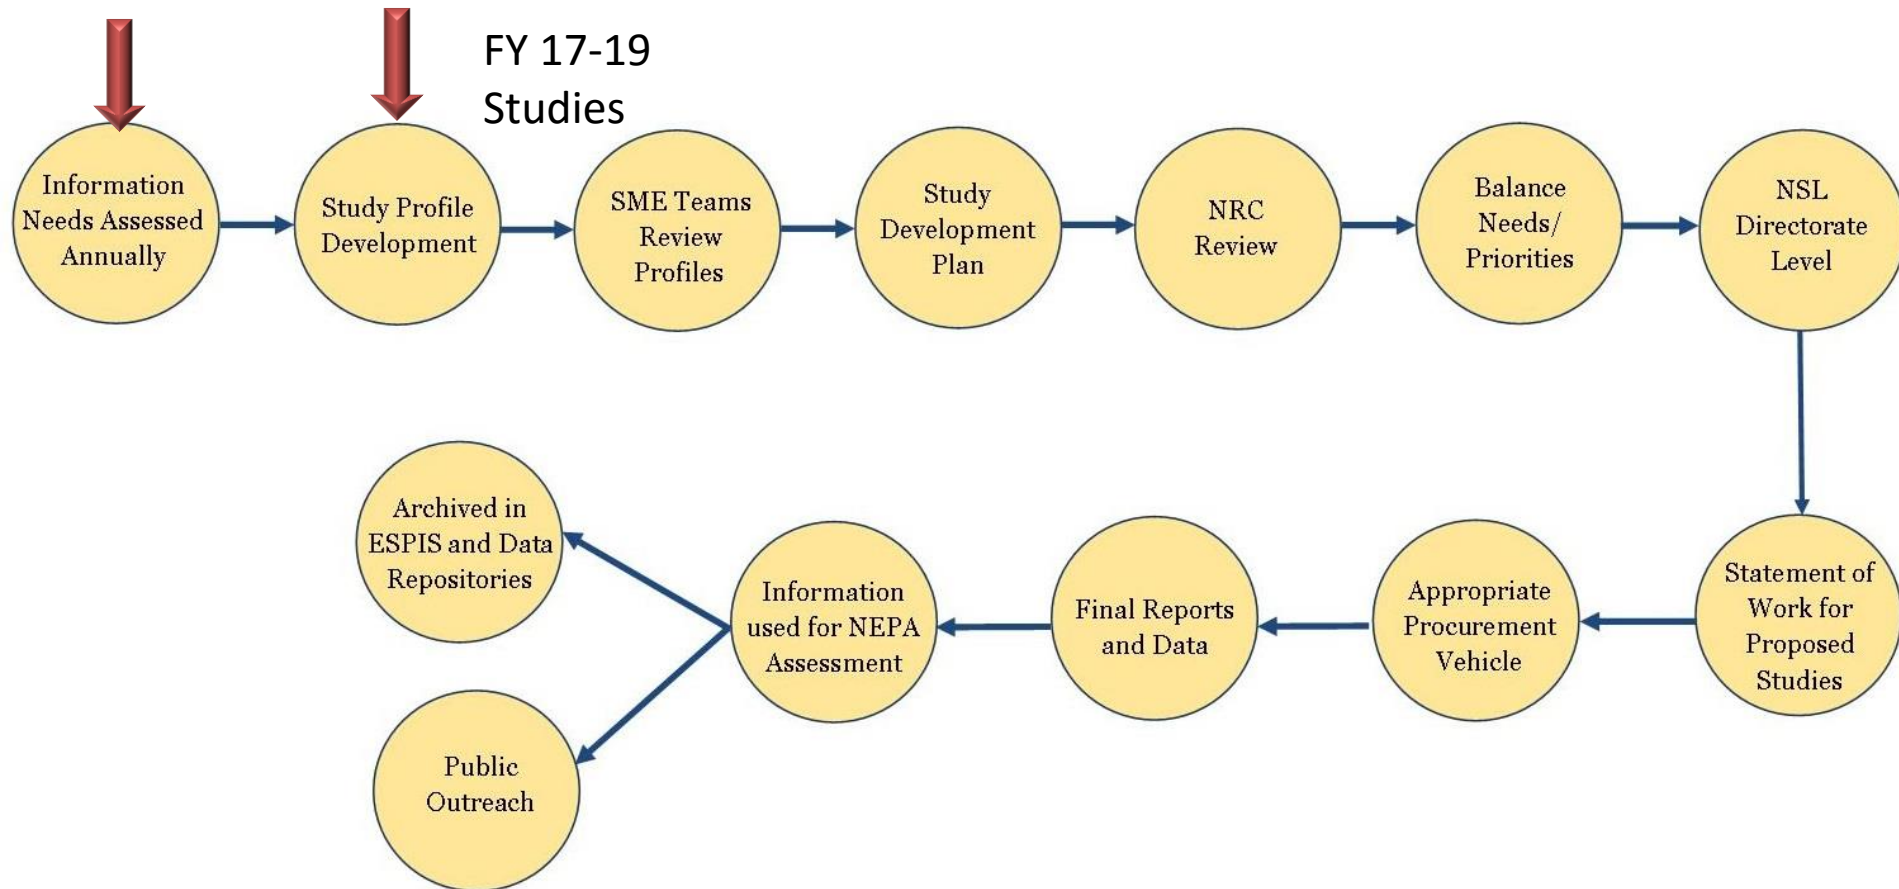 FY 17-19
Studies
Information
Needs Assessed
Annually
Study Profile
Development
SME Teams
Review
Profiles
Study
Development
Plan
NRC
Review
Balance
Needs/
Priorities
NSL
Directorate
Level
Statement of
Work for
Proposed
Studies
Appropriate
Procurement
Vehicle
Final Reports
and Data
Information
used for NEPA
Assessment
Archived in
ESPIS and Data
Repositories
Public
Outreach